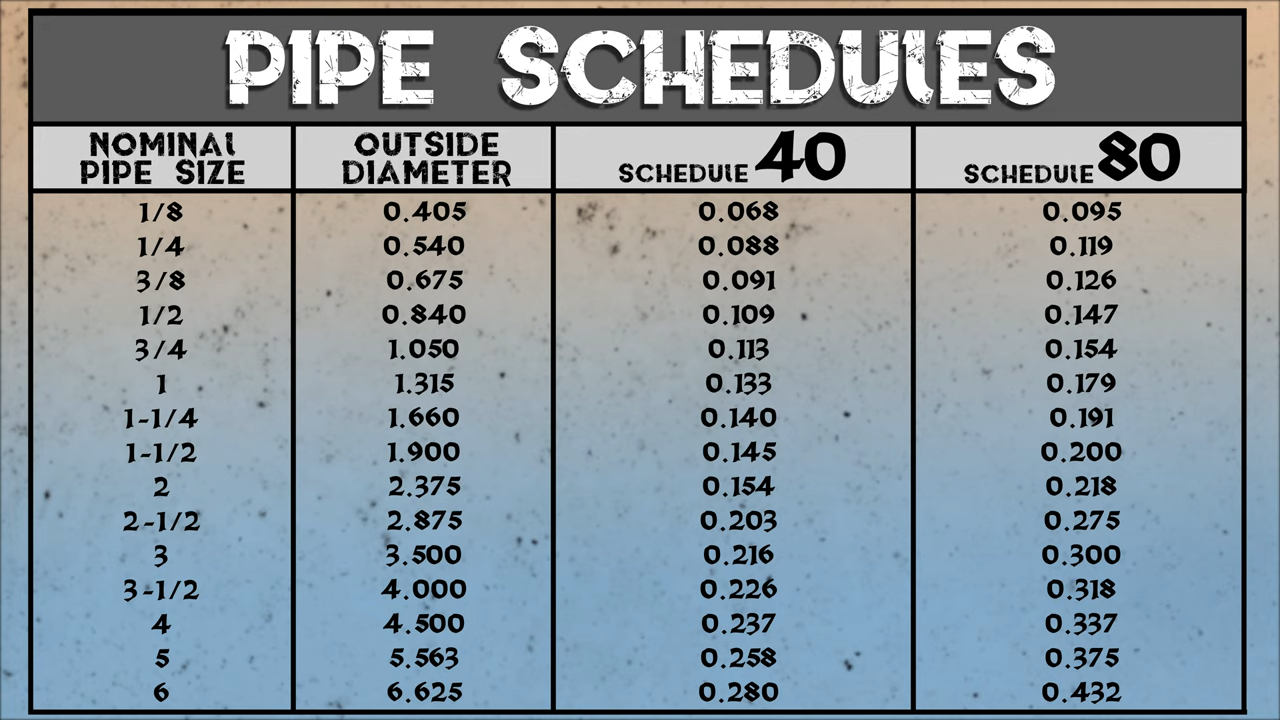 PIPE SCHEDULES
NOMINAL PIPE SIZE OUTSIDE DIAMETER SCHEDULE 40 SCHEDULE 80
1/8 0.405 0.068 0.095
1/4 0.540 0.088 0.119
3/8 0.675 0.091 0.126
1/2 0.840 0.109 0.147
3/4 1.050 0.113 0.154
1 1.315 0.133 0.179
1-1/4 1.660 0.140 0.191
1-1/2 1.900 0.145 0.200
2 2.375 0.154 0.218
2-1/2 2.875 0.203 0.275
3 3.500 0.216 0.300
3-1/2 4.000 0.226 0.318
4 4.500 0.237 0.337
5 5.563 0.258 0.375
6 6.625 0.280 0.432